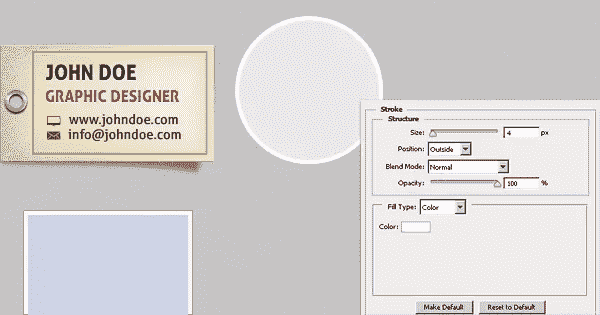 JOHN DOE
GRAPHIC DESIGNER
www.johndoe.com
info@johndoe.com
Stroke
Structure
Size: 4 px
Position: Outside
Blend Mode: Normal
Opacity: 100 %
Fill Type: Color
Color:
Make Default Reset to Default